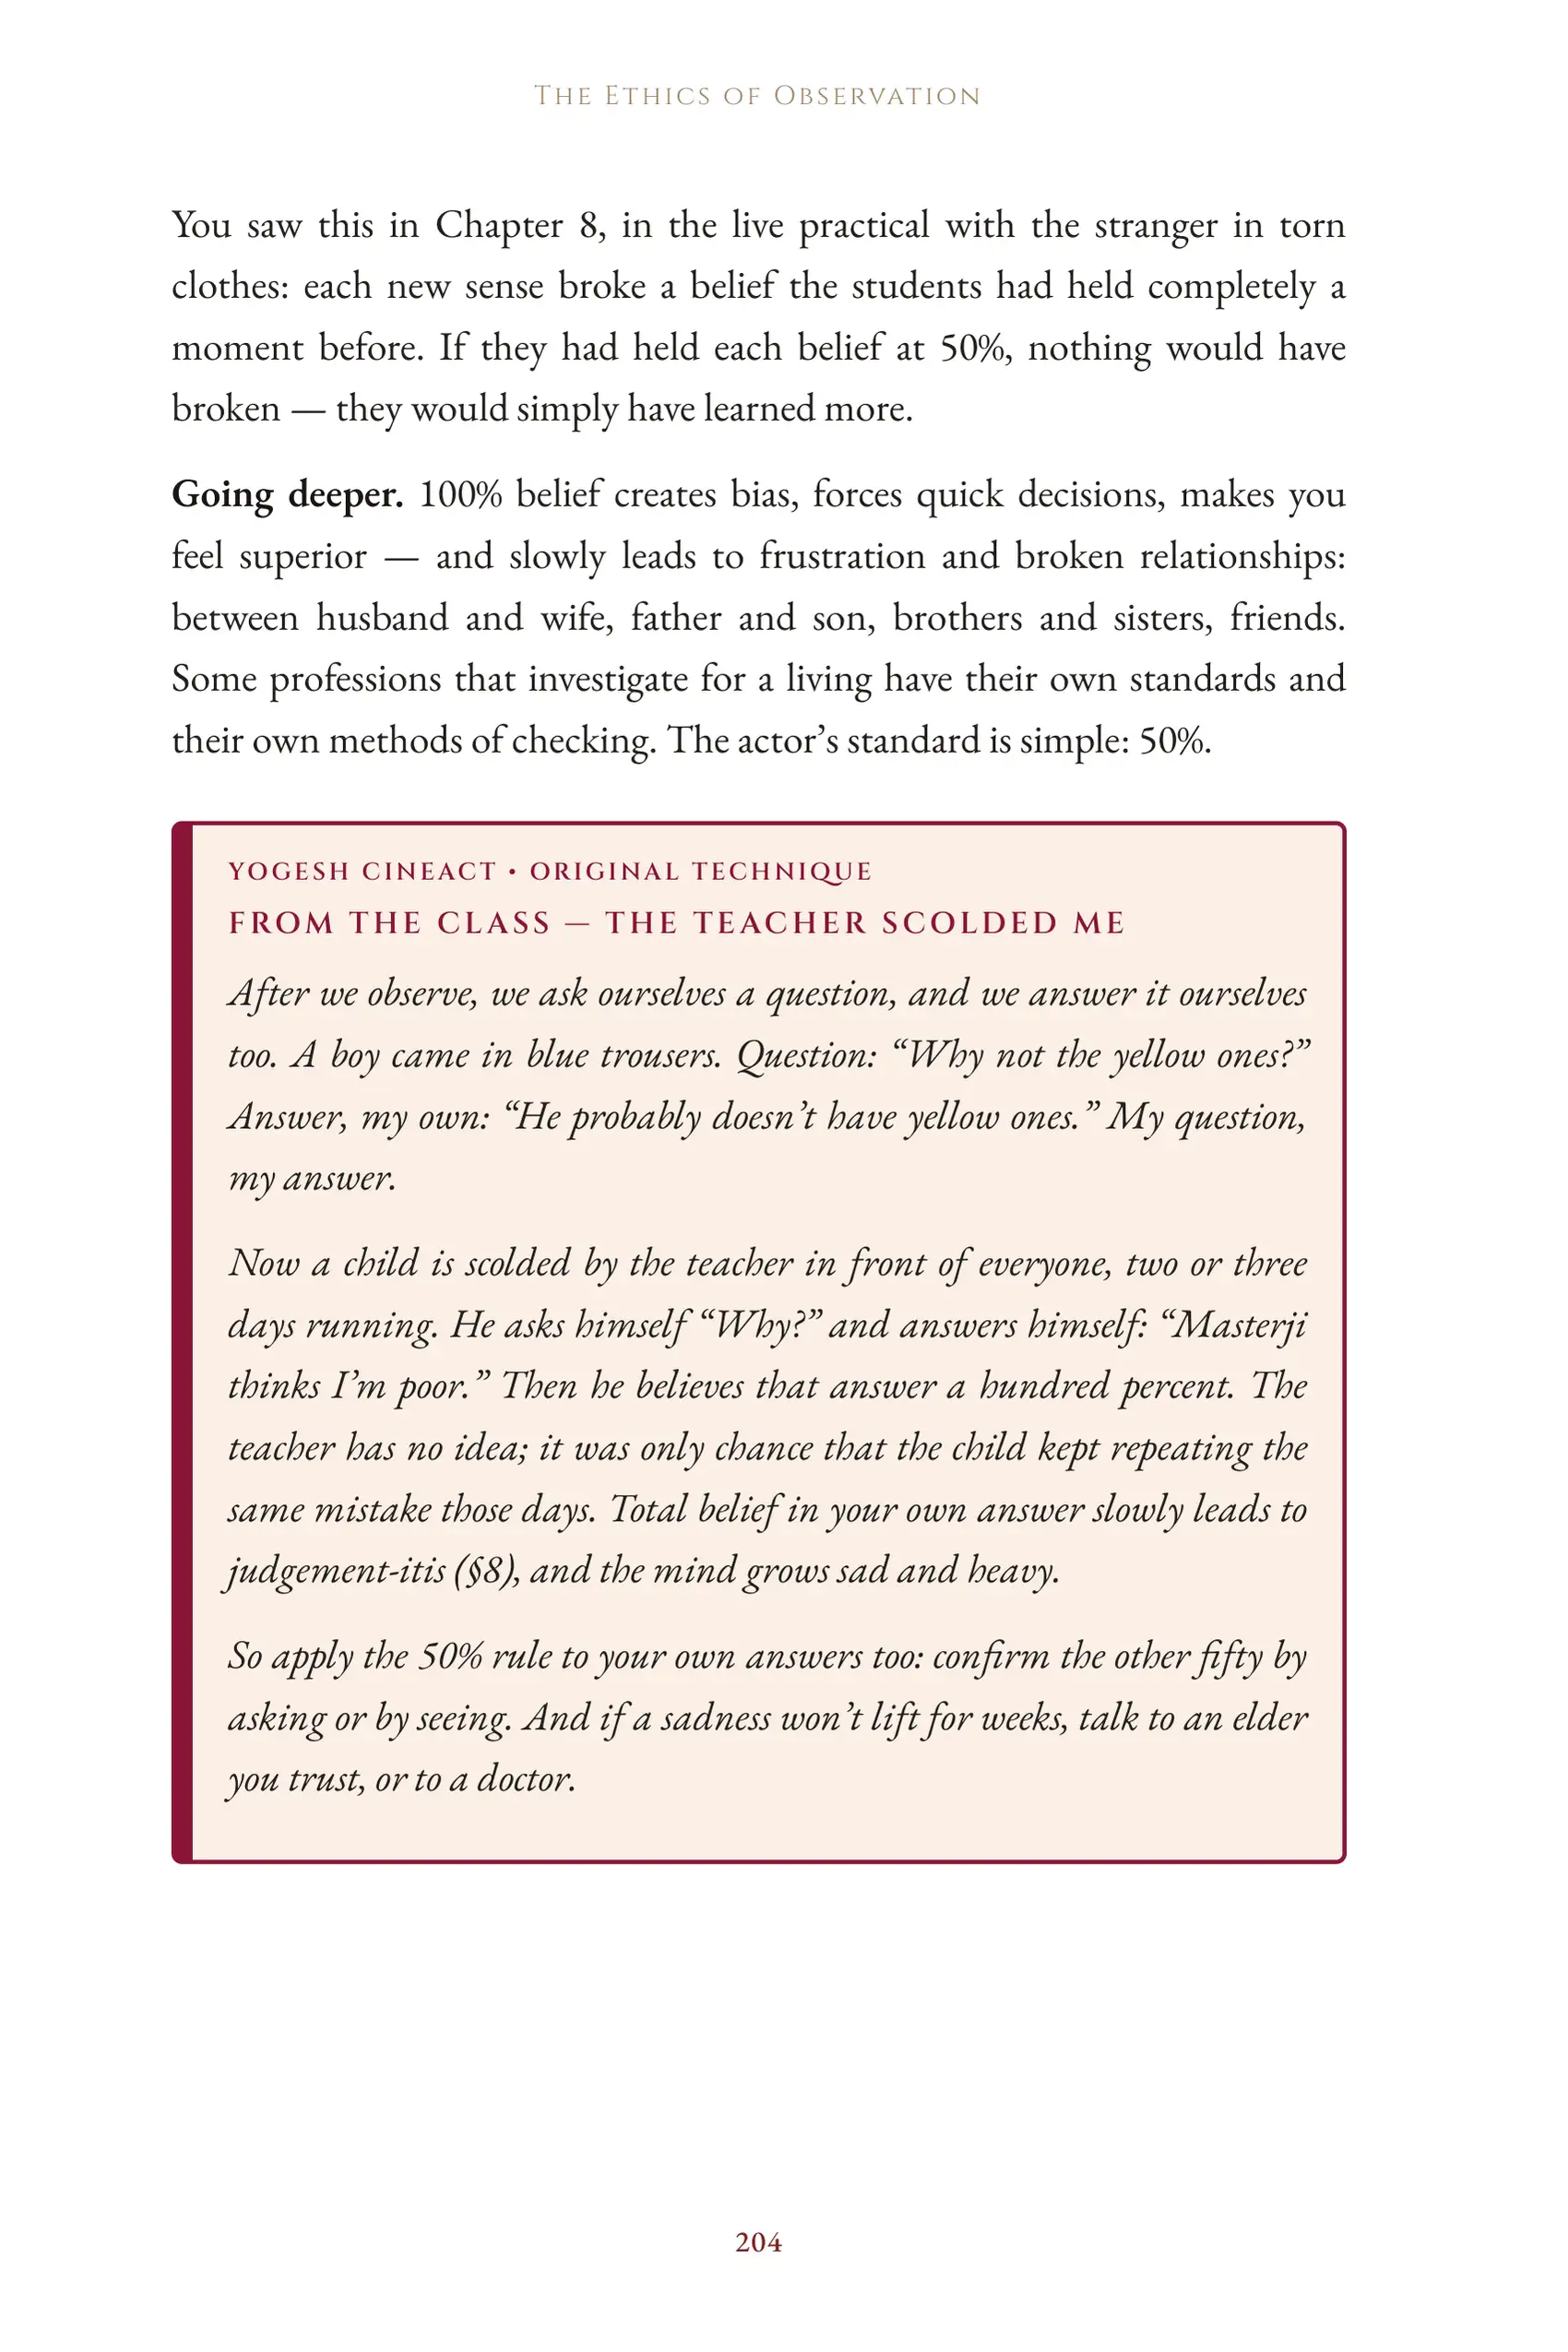 The Ethics of Observation
You saw this in Chapter 8, in the live practical with the stranger in torn
clothes: each new sense broke a belief the students had held completely a
moment before. If they had held each belief at 50%, nothing would have
broken — they would simply have learned more.
Going deeper. 100% belief creates bias, forces quick decisions, makes you
feel superior — and slowly leads to frustration and broken relationships:
between husband and wife, father and son, brothers and sisters, friends.
Some professions that investigate for a living have their own standards and
their own methods of checking. The actor’s standard is simple: 50%.
YOGESH CINEACT • ORIGINAL TECHNIQUE
FROM THE CLASS — THE TEACHER SCOLDED ME
After we observe, we ask ourselves a question, and we answer it ourselves
too. A boy came in blue trousers. Question: “Why not the yellow ones?”
Answer, my own: “He probably doesn’t have yellow ones.” My question,
my answer.
Now a child is scolded by the teacher in front of everyone, two or three
days running. He asks himself “Why?” and answers himself: “Masterji
thinks I’m poor.” Then he believes that answer a hundred percent. The
teacher has no idea; it was only chance that the child kept repeating the
same mistake those days. Total belief in your own answer slowly leads to
judgement-itis (§8), and the mind grows sad and heavy.
So apply the 50% rule to your own answers too: confirm the other fifty by
asking or by seeing. And if a sadness won’t lift for weeks, talk to an elder
you trust, or to a doctor.
204